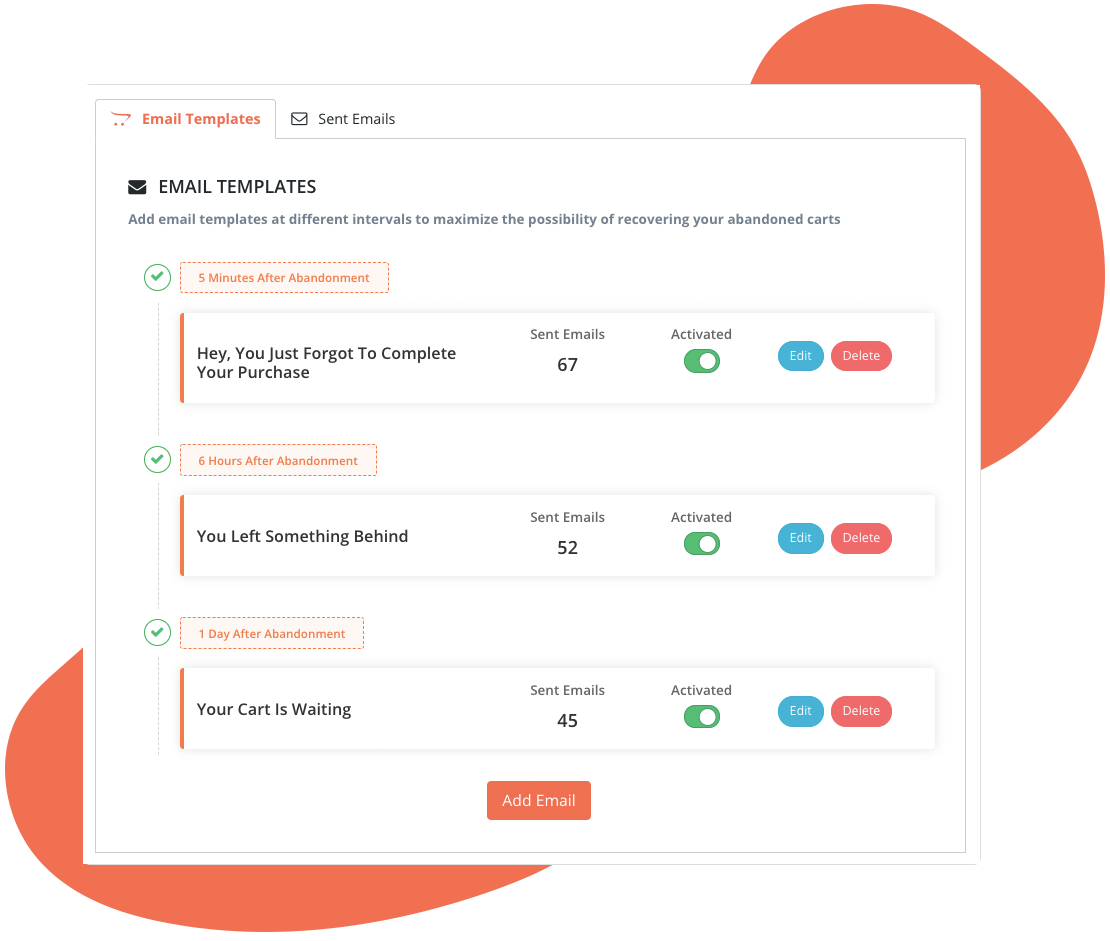 Email Templates
Sent Emails
EMAIL TEMPLATES
Add email templates at different intervals to maximize the possibility of recovering your abandoned carts
5 Minutes After Abandonment
Hey, You Just Forgot To Complete
Your Purchase
Sent Emails
67
Activated
Edit
Delete
6 Hours After Abandonment
You Left Something Behind
Sent Emails
52
Activated
Edit
Delete
1 Day After Abandonment
Your Cart Is Waiting
Sent Emails
45
Activated
Edit
Delete
Add Email